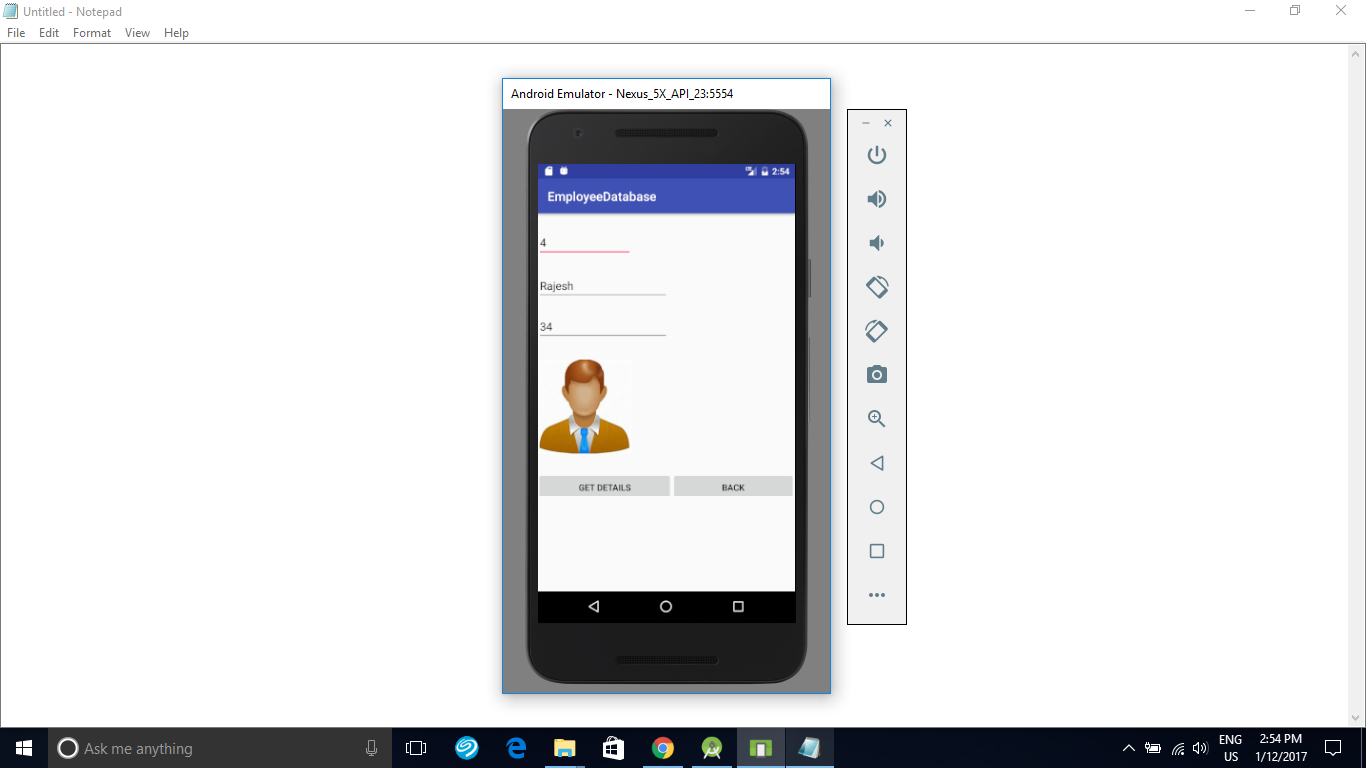 Untitled - Notepad
File Edit Format View Help
Android Emulator - Nexus_5X_API_23:5554
2:54
EmployeeDatabase
4
Rajesh
34
GET DETAILS BACK
Ask me anything
ENG
US
2:54 PM
1/12/2017